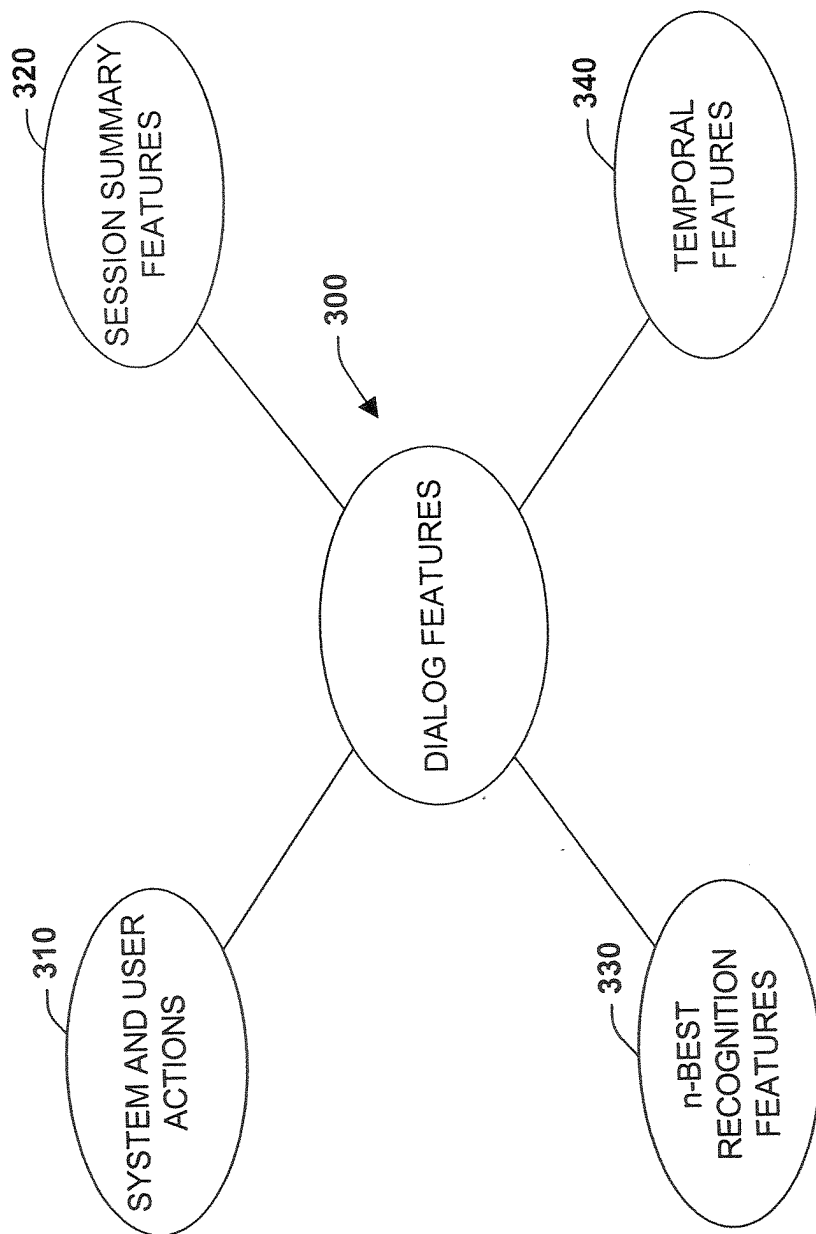 310
SYSTEM AND USER
ACTIONS
320
SESSION SUMMARY
FEATURES
300
DIALOG FEATURES
330
n-BEST
RECOGNITION
FEATURES
340
TEMPORAL
FEATURES